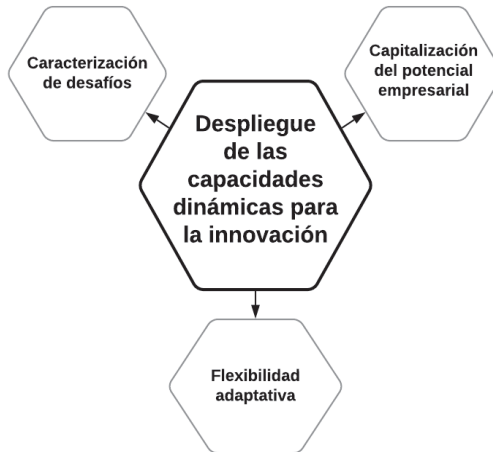 Caracterización
de desafíos
Capitalización
del potencial
empresarial
Despliegue
de las
capacidades
dinámicas para
la innovación
Flexibilidad
adaptativa